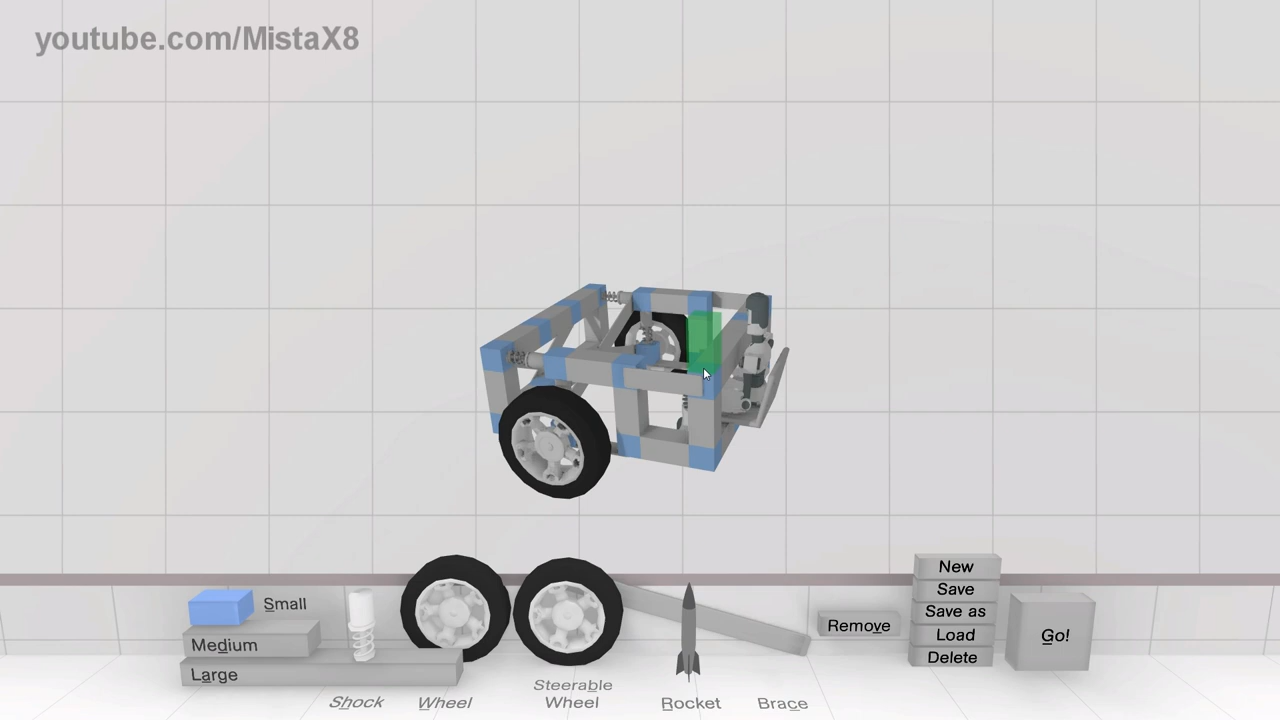 youtube.com/MistaX8
Small
Medium
Large
Shock
Wheel
Steerable
Wheel
Rocket
Brace
Remove
New
Save
Save as
Load
Delete
Go!